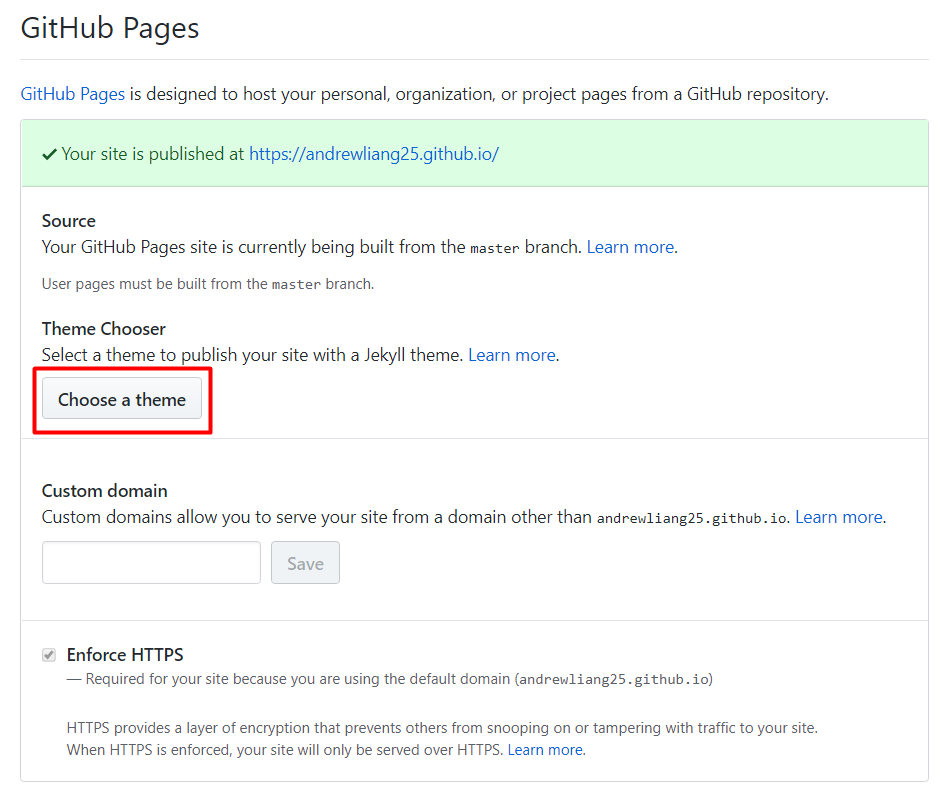 GitHub Pages
GitHub Pages is designed to host your personal, organization, or project pages from a GitHub repository.
Your site is published at https://andrewliang25.github.io/
Source
Your GitHub Pages site is currently being built from the master branch. Learn more.
User pages must be built from the master branch.
Theme Chooser
Select a theme to publish your site with a Jekyll theme. Learn more.
Choose a theme
Custom domain
Custom domains allow you to serve your site from a domain other than andrewliang25.github.io. Learn more.
Save
Enforce HTTPS
— Required for your site because you are using the default domain (andrewliang25.github.io)
HTTPS provides a layer of encryption that prevents others from snooping on or tampering with traffic to your site.
When HTTPS is enforced, your site will only be served over HTTPS. Learn more.